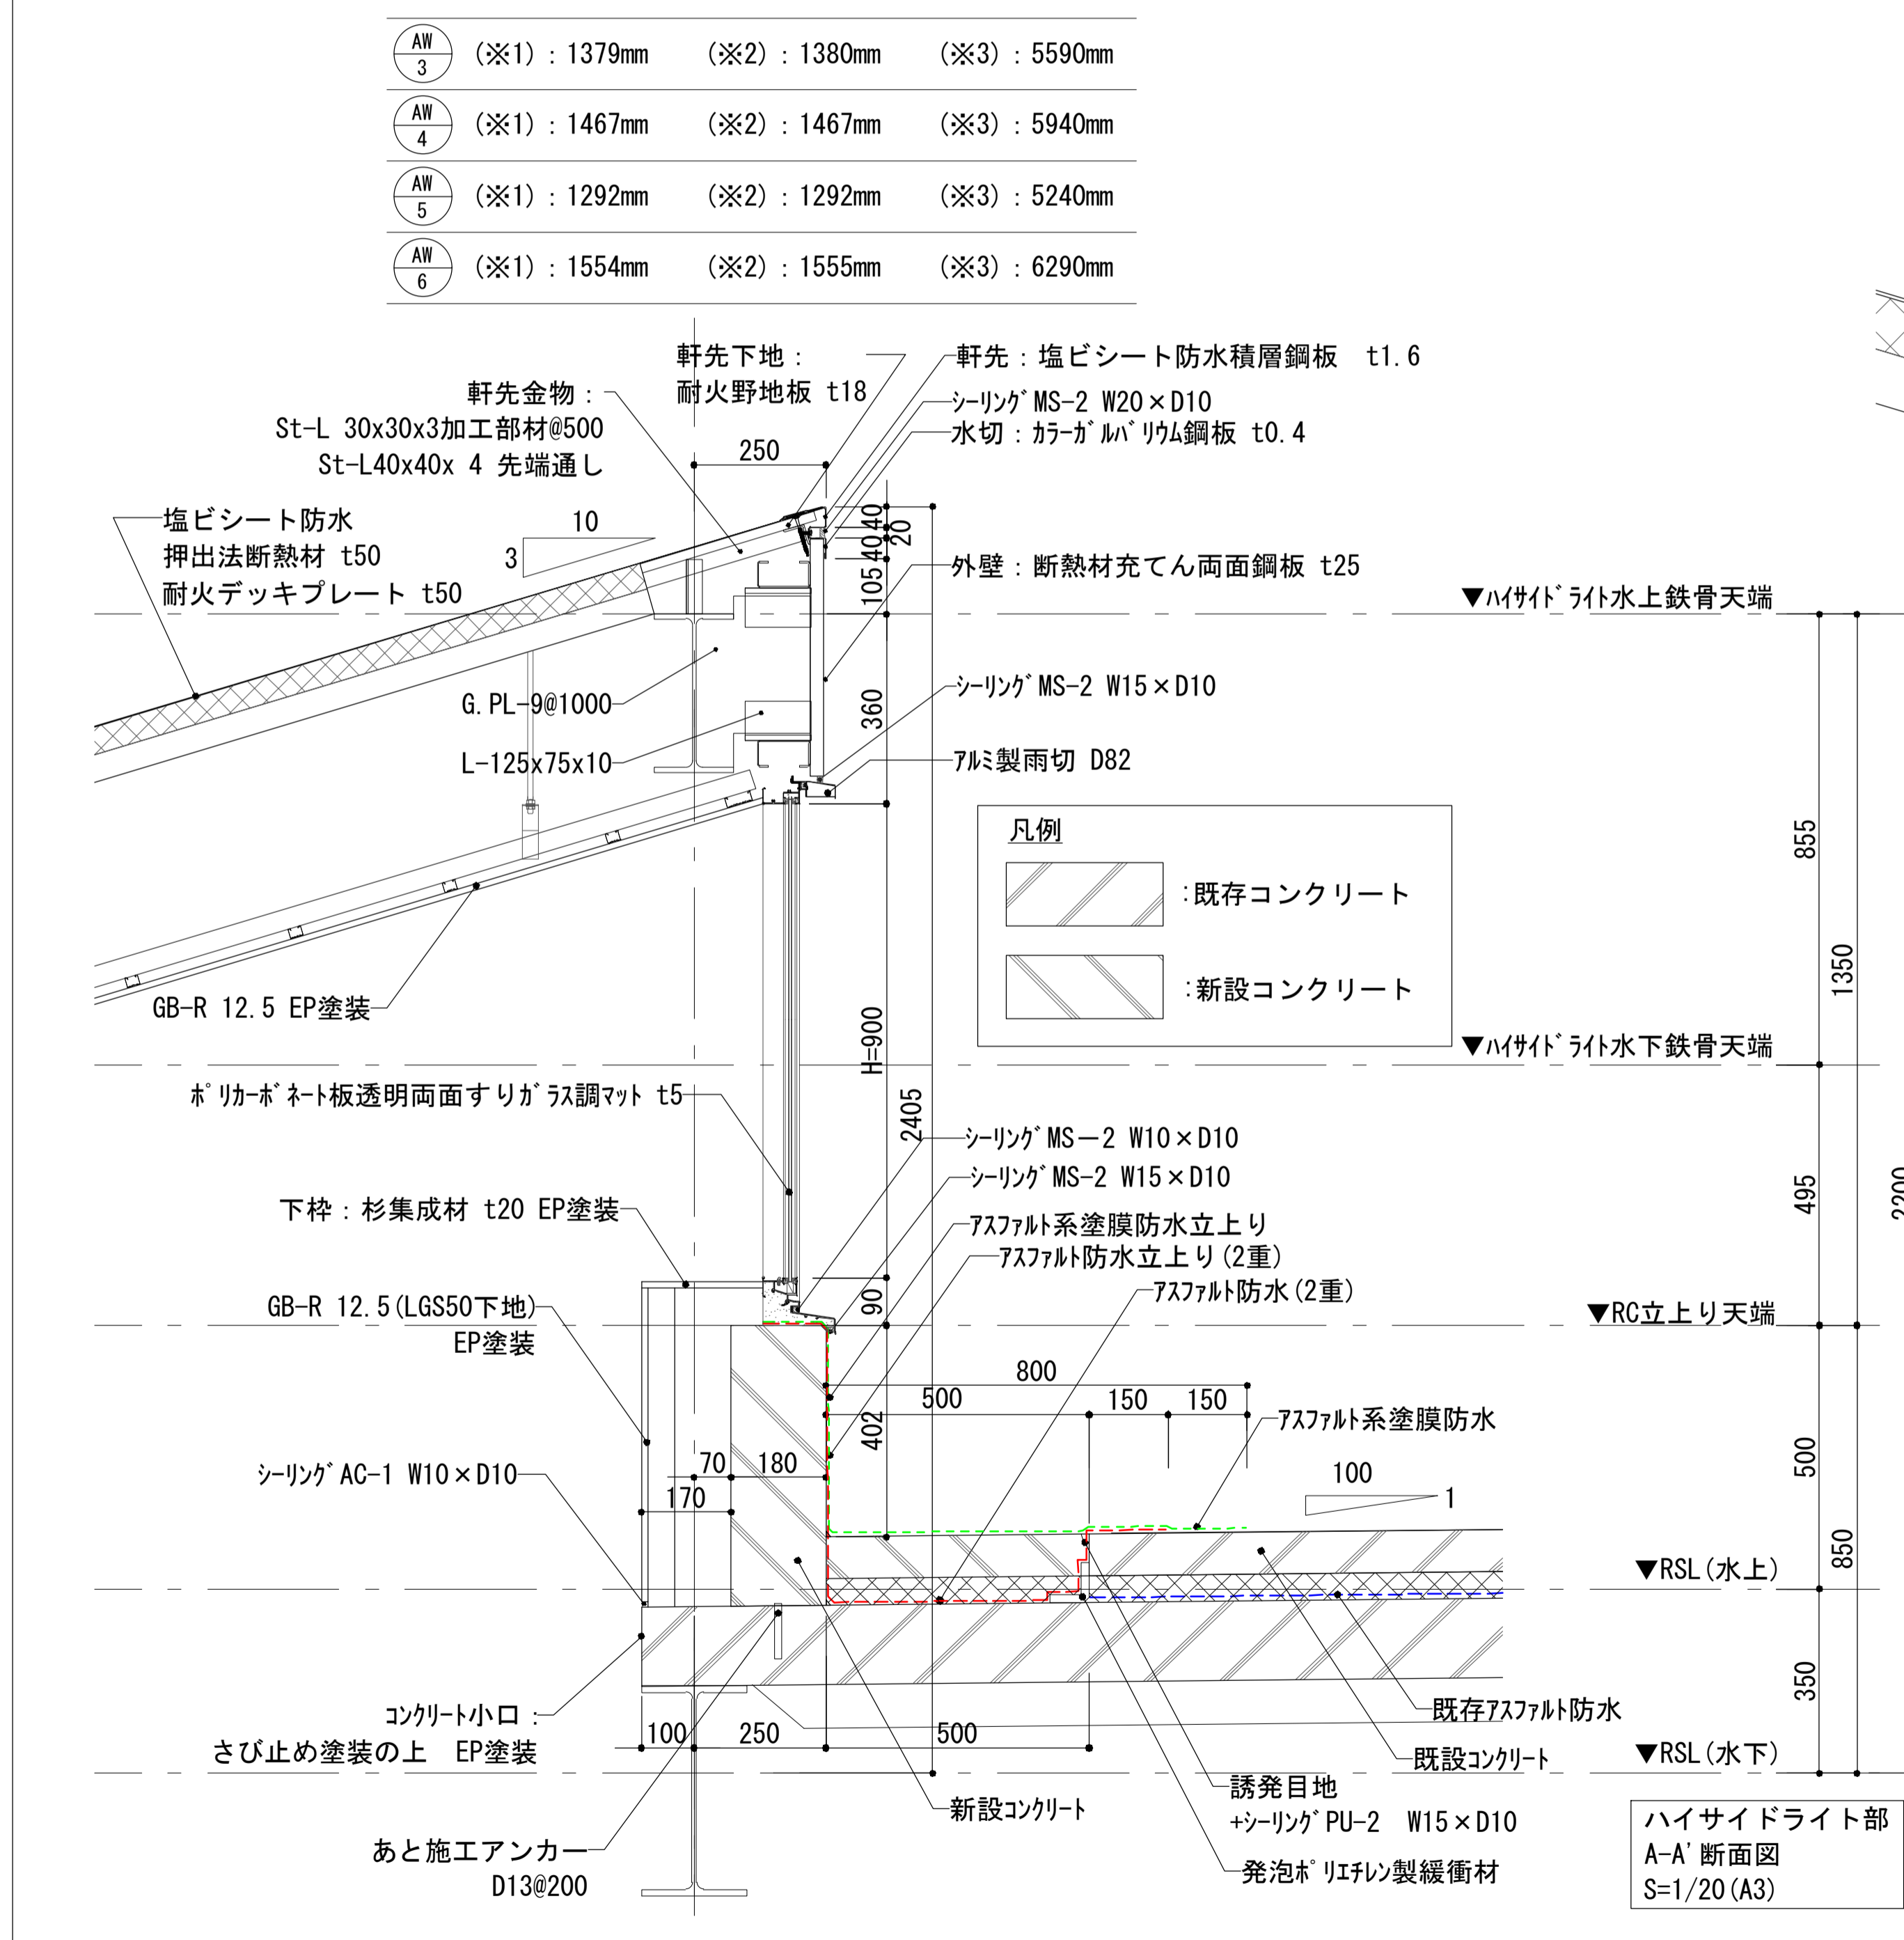 AW 3 (※1) : 1379mm (※2) : 1380mm (※3) : 5590mm
AW 4 (※1) : 1467mm (※2) : 1467mm (※3) : 5940mm
AW 5 (※1) : 1292mm (※2) : 1292mm (※3) : 5240mm
AW 6 (※1) : 1554mm (※2) : 1555mm (※3) : 6290mm
軒先下地：
耐火野地板 t18
軒先：塩ビシート防水積層鋼板 t1.6
シーリングMS-2 W20×D10
水切：カラーガルバリウム鋼板 t0.4
軒先金物：
St-L 30x30x3加工部材@500
St-L40x40x 4 先端通し
250
塩ビシート防水
押出法断熱材 t50
耐火デッキプレート t50
10
3
40
20
40
105
外壁：断熱材充てん両面鋼板 t25
▼ハイサイドライト水上鉄骨天端
G.PL-9@1000
360
シーリングMS-2 W15×D10
L-125x75x10
アルミ製雨切 D82
凡例
:既存コンクリート
:新設コンクリート
855
1350
GB-R 12.5 EP塗装
H=900
▼ハイサイドライト水下鉄骨天端
ポリカーボネート板透明両面すりガラス調マット t5
2405
シーリングMS－2 W10×D10
シーリングMS-2 W15×D10
495
2200
下枠：杉集成材 t20 EP塗装
アスファルト系塗膜防水立上り
アスファルト防水立上り(2重)
アスファルト防水(2重)
GB-R 12.5(LGS50下地)
EP塗装
90
▼RC立上り天端
800
500
150
150
402
アスファルト系塗膜防水
500
シーリングAC-1 W10×D10
70
180
170
100
1
850
▼RSL(水上)
350
コンクリート小口：
さび止め塗装の上 EP塗装
100
250
500
既存アスファルト防水
既設コンクリート
▼RSL(水下)
新設コンクリート
誘発目地
+シーリングPU-2 W15×D10
発泡ポリエチレン製緩衝材
あと施工アンカー
D13@200
ハイサイドライト部
A-A' 断面図
S=1/20(A3)